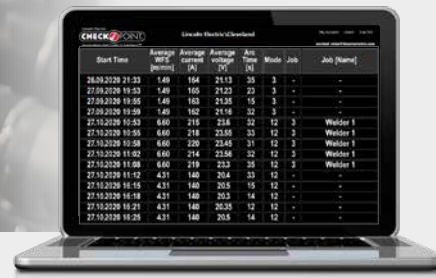 CHECKPOINT
Lincoln Electric\Cleveland
Start Time Average WFS [m/min] Average current [A] Average voltage [V] Arc Time [s] Mode Job Job [Name]
26.09.2020 21:33 1.49 164 21.13 35 3 - -
27.09.2020 19:53 1.49 165 21.23 23 3 - -
27.09.2020 19:55 1.49 163 21.35 15 3 - -
27.09.2020 19:59 1.49 162 21.16 32 3 - -
27.10.2020 10:53 6.60 215 23.6 32 12 3 Welder 1
27.10.2020 10:55 6.60 218 23.55 33 12 3 Welder 1
27.10.2020 10:58 6.60 220 23.45 31 12 3 Welder 1
27.10.2020 11:02 6.60 214 23.56 32 12 3 Welder 1
27.10.2020 11:08 6.60 219 23.3 35 12 3 Welder 1
27.10.2020 11:12 4.31 140 20.4 33 12 - -
27.10.2020 16:15 4.31 140 20.5 15 12 - -
27.10.2020 16:18 4.31 140 20.3 14 12 - -
27.10.2020 16:21 4.31 140 20.35 12 12 - -
27.10.2020 16:25 4.31 140 20.5 14 12 - -